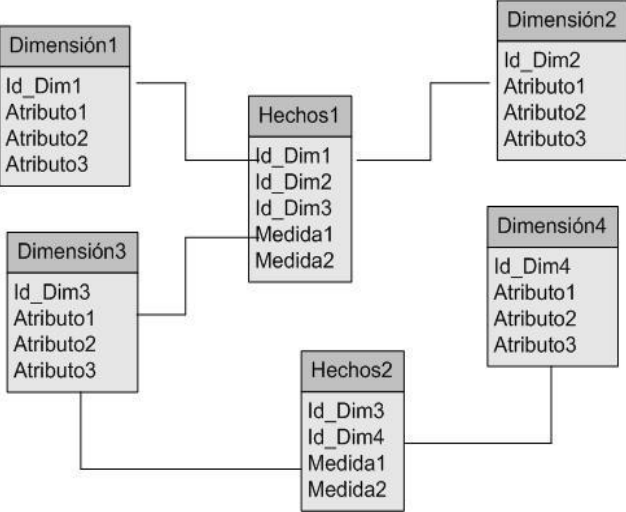 Dimensión1
Id_Dim1
Atributo1
Atributo2
Atributo3
Dimensión2
Id_Dim2
Atributo1
Atributo2
Atributo3
Hechos1
Id_Dim1
Id_Dim2
Id_Dim3
Medida1
Medida2
Dimensión3
Id_Dim3
Atributo1
Atributo2
Atributo3
Dimensión4
Id_Dim4
Atributo1
Atributo2
Atributo3
Hechos2
Id_Dim3
Id_Dim4
Medida1
Medida2